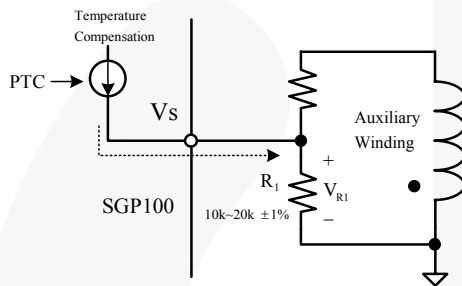 Temperature
Compensation
PTC
Vs
Auxiliary
Winding
+
R1
VR1
SGP100
10k~20k ±1%
−